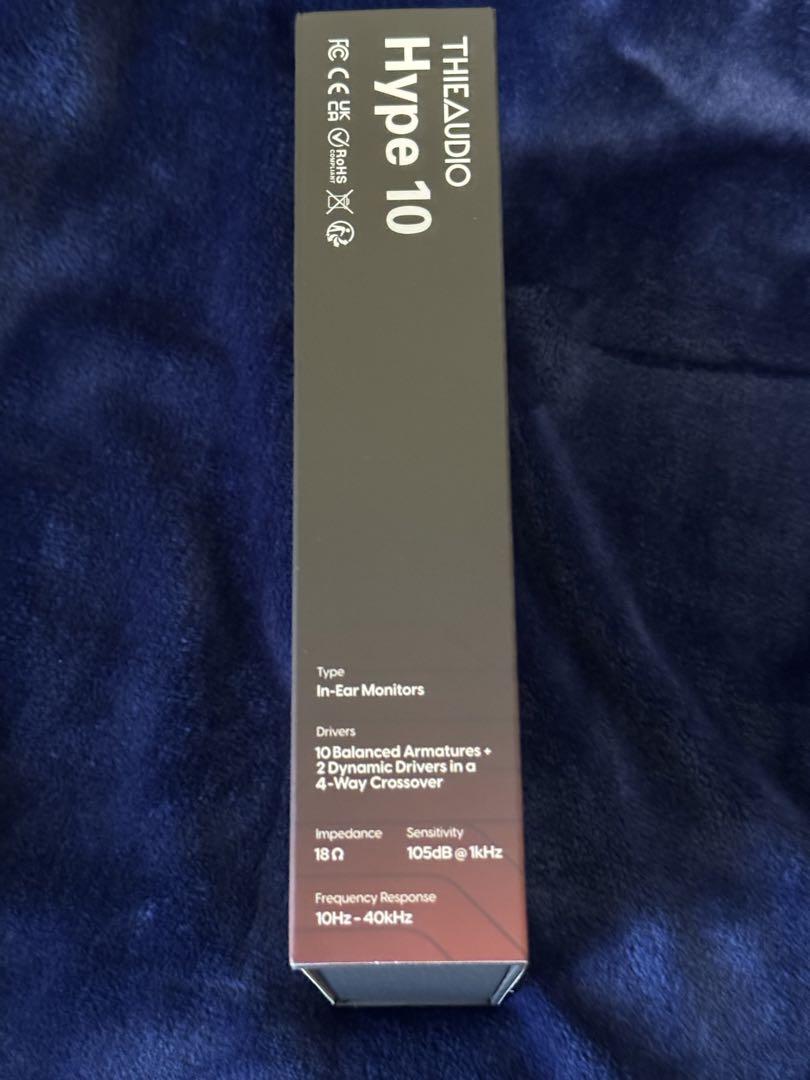 THIEAUDIO
Hype 10
FC CE UK CA RoHS COMPLIANT
Type
In-Ear Monitors
Drivers
10 Balanced Armatures +
2 Dynamic Drivers in a
4-Way Crossover
Impedance Sensitivity
18Ω 105dB @ 1kHz
Frequency Response
10Hz - 40kHz